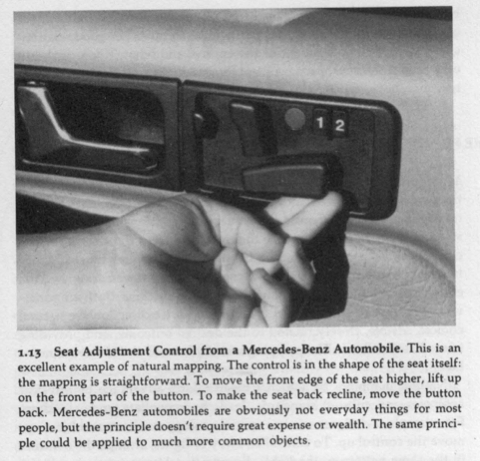 1 2
1.13 Seat Adjustment Control from a Mercedes-Benz Automobile. This is an
excellent example of natural mapping. The control is in the shape of the seat itself:
the mapping is straightforward. To move the front edge of the seat higher, lift up
on the front part of the button. To make the seat back recline, move the button
back. Mercedes-Benz automobiles are obviously not everyday things for most
people, but the principle doesn't require great expense or wealth. The same princi-
ple could be applied to much more common objects.